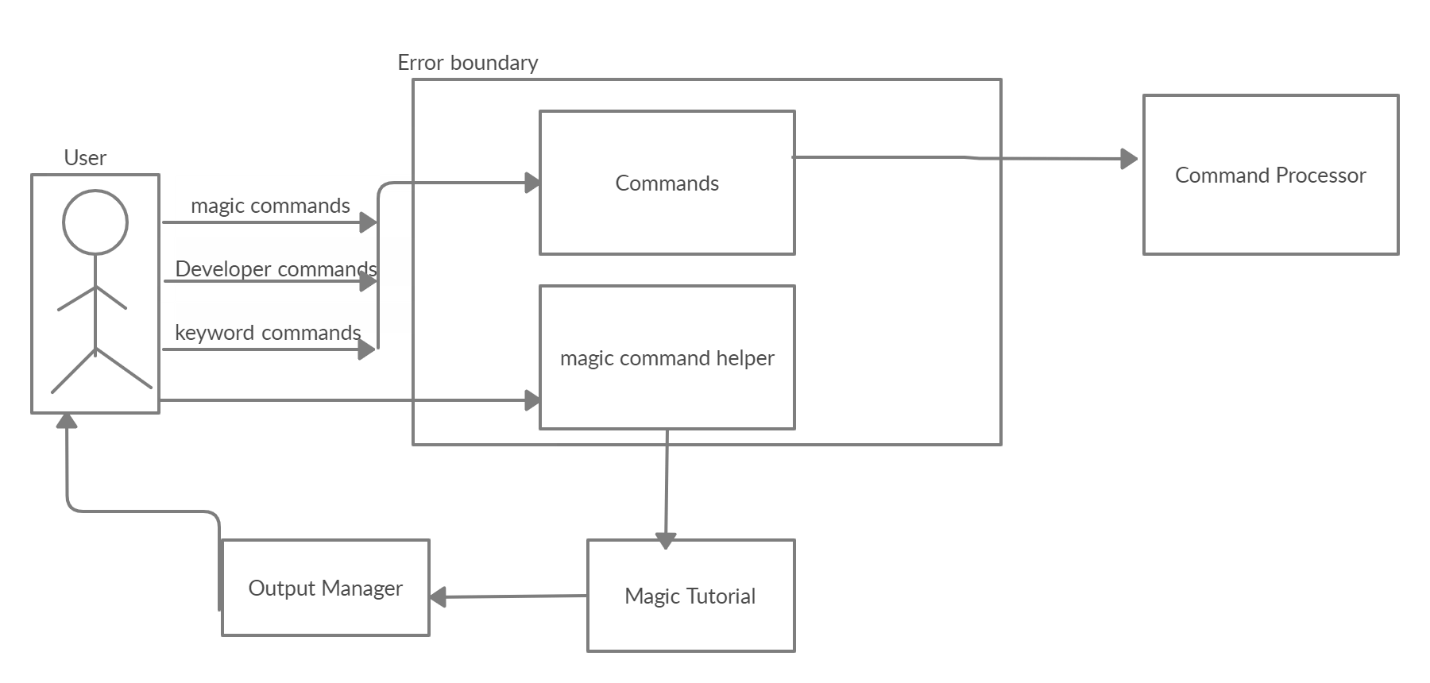 Error boundary
User
Commands
Command Processor
magic commands
Developer commands
keyword commands
magic command helper
Output Manager
Magic Tutorial